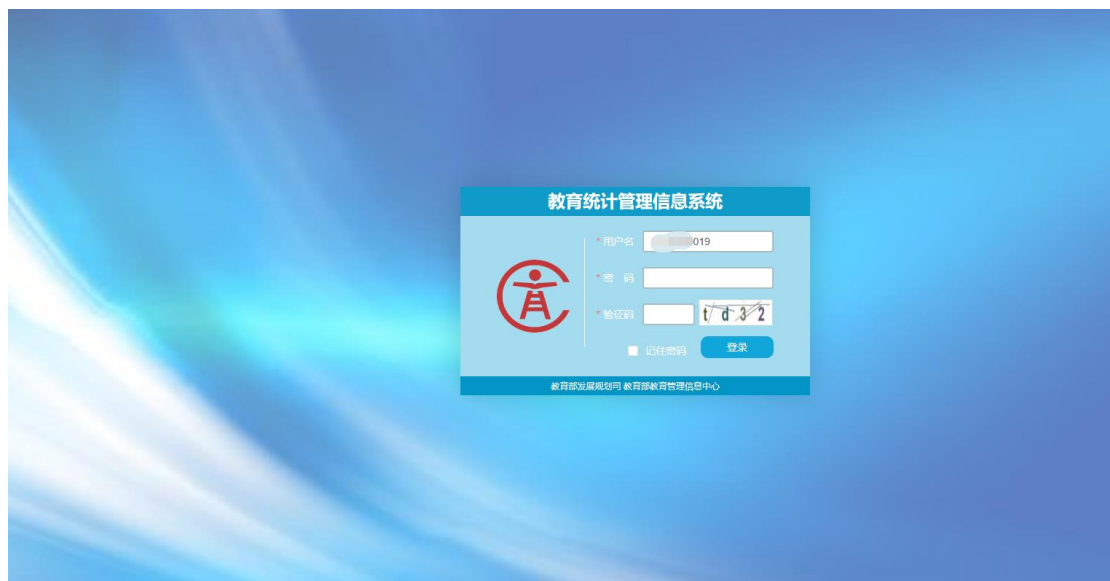 教育统计管理信息系统
* 用户名 019
* 密 码
* 验证码 t d 3 2
记住密码 登录
教育部发展规划司 教育部教育管理信息中心